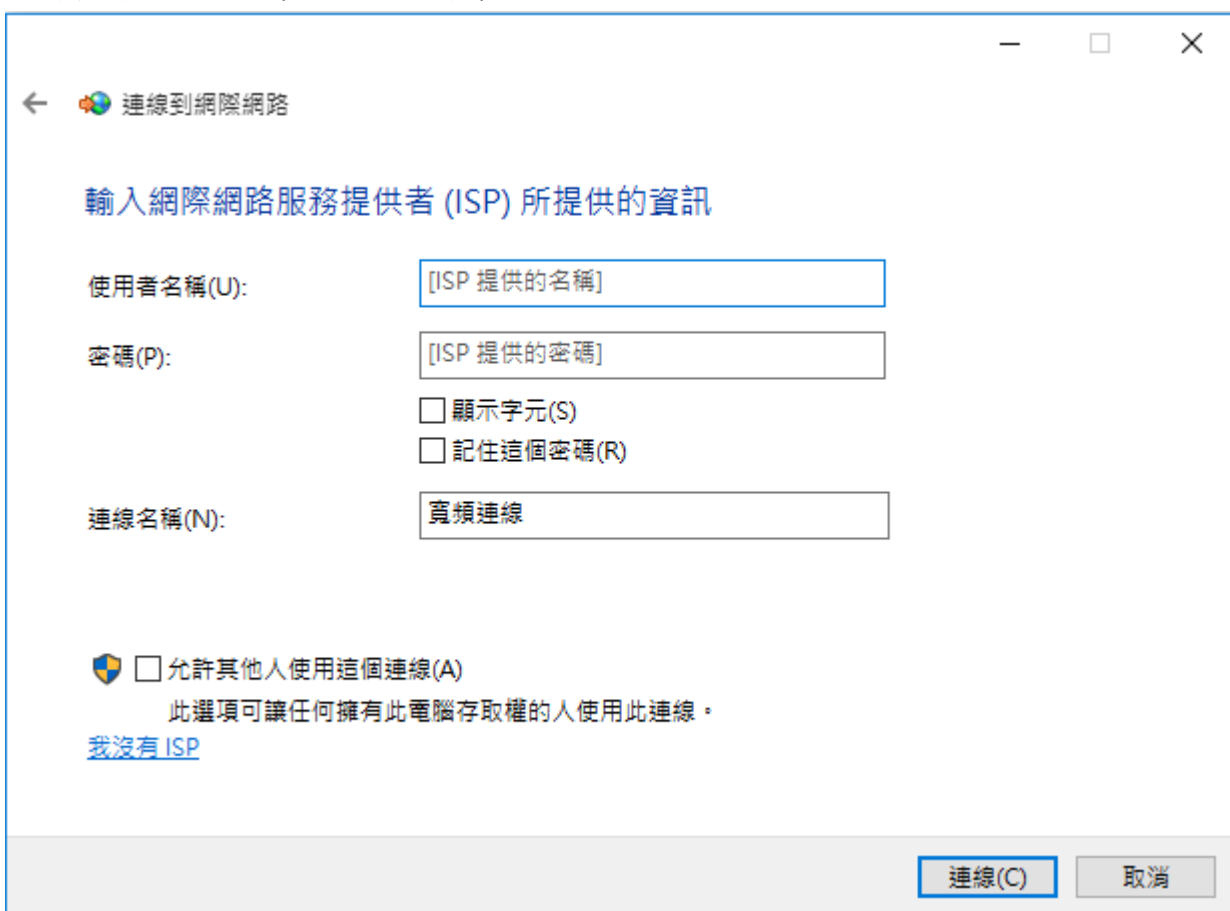 連線到網際網路
輸入網際網路服務提供者 (ISP) 所提供的資訊
使用者名稱(U): [ISP 提供的名稱]
密碼(P): [ISP 提供的密碼]
顯示字元(S)
記住這個密碼(R)
連線名稱(N): 寬頻連線
允許其他人使用這個連線(A)
此選項可讓任何擁有此電腦存取權的人使用此連線。
我沒有 ISP
連線(C) 取消